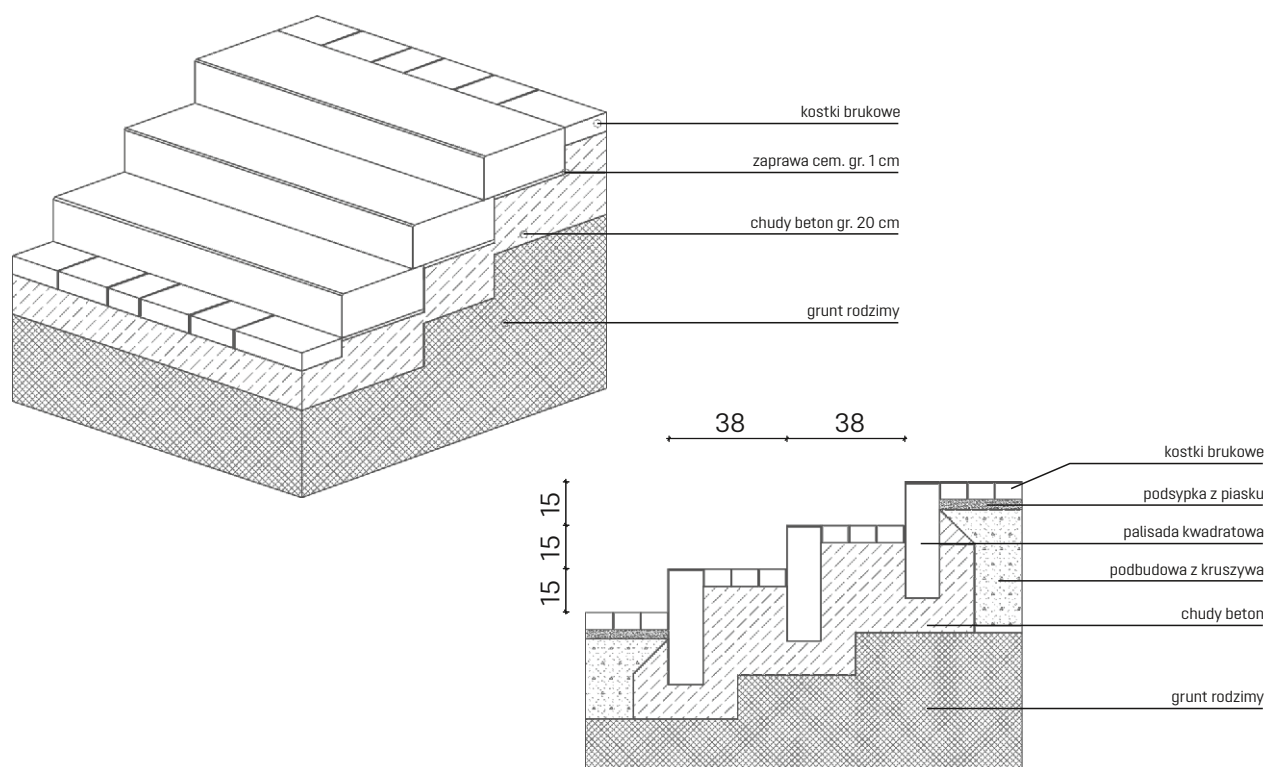 kostki brukowe
zaprawa cem. gr. 1 cm
chudy beton gr. 20 cm
grunt rodzimy
38
38
15
15
15
kostki brukowe
podsypka z piasku
palisada kwadratowa
podbudowa z kruszywa
chudy beton
grunt rodzimy